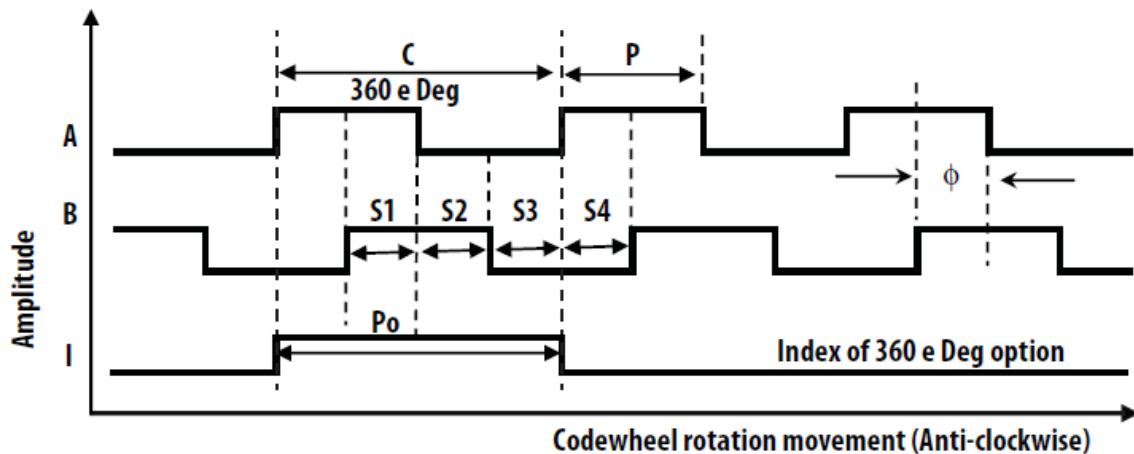 C
P
360 e Deg
A
ϕ
B
S1 S2 S3 S4
Amplitude
Po
I
Index of 360 e Deg option
Codewheel rotation movement (Anti-clockwise)